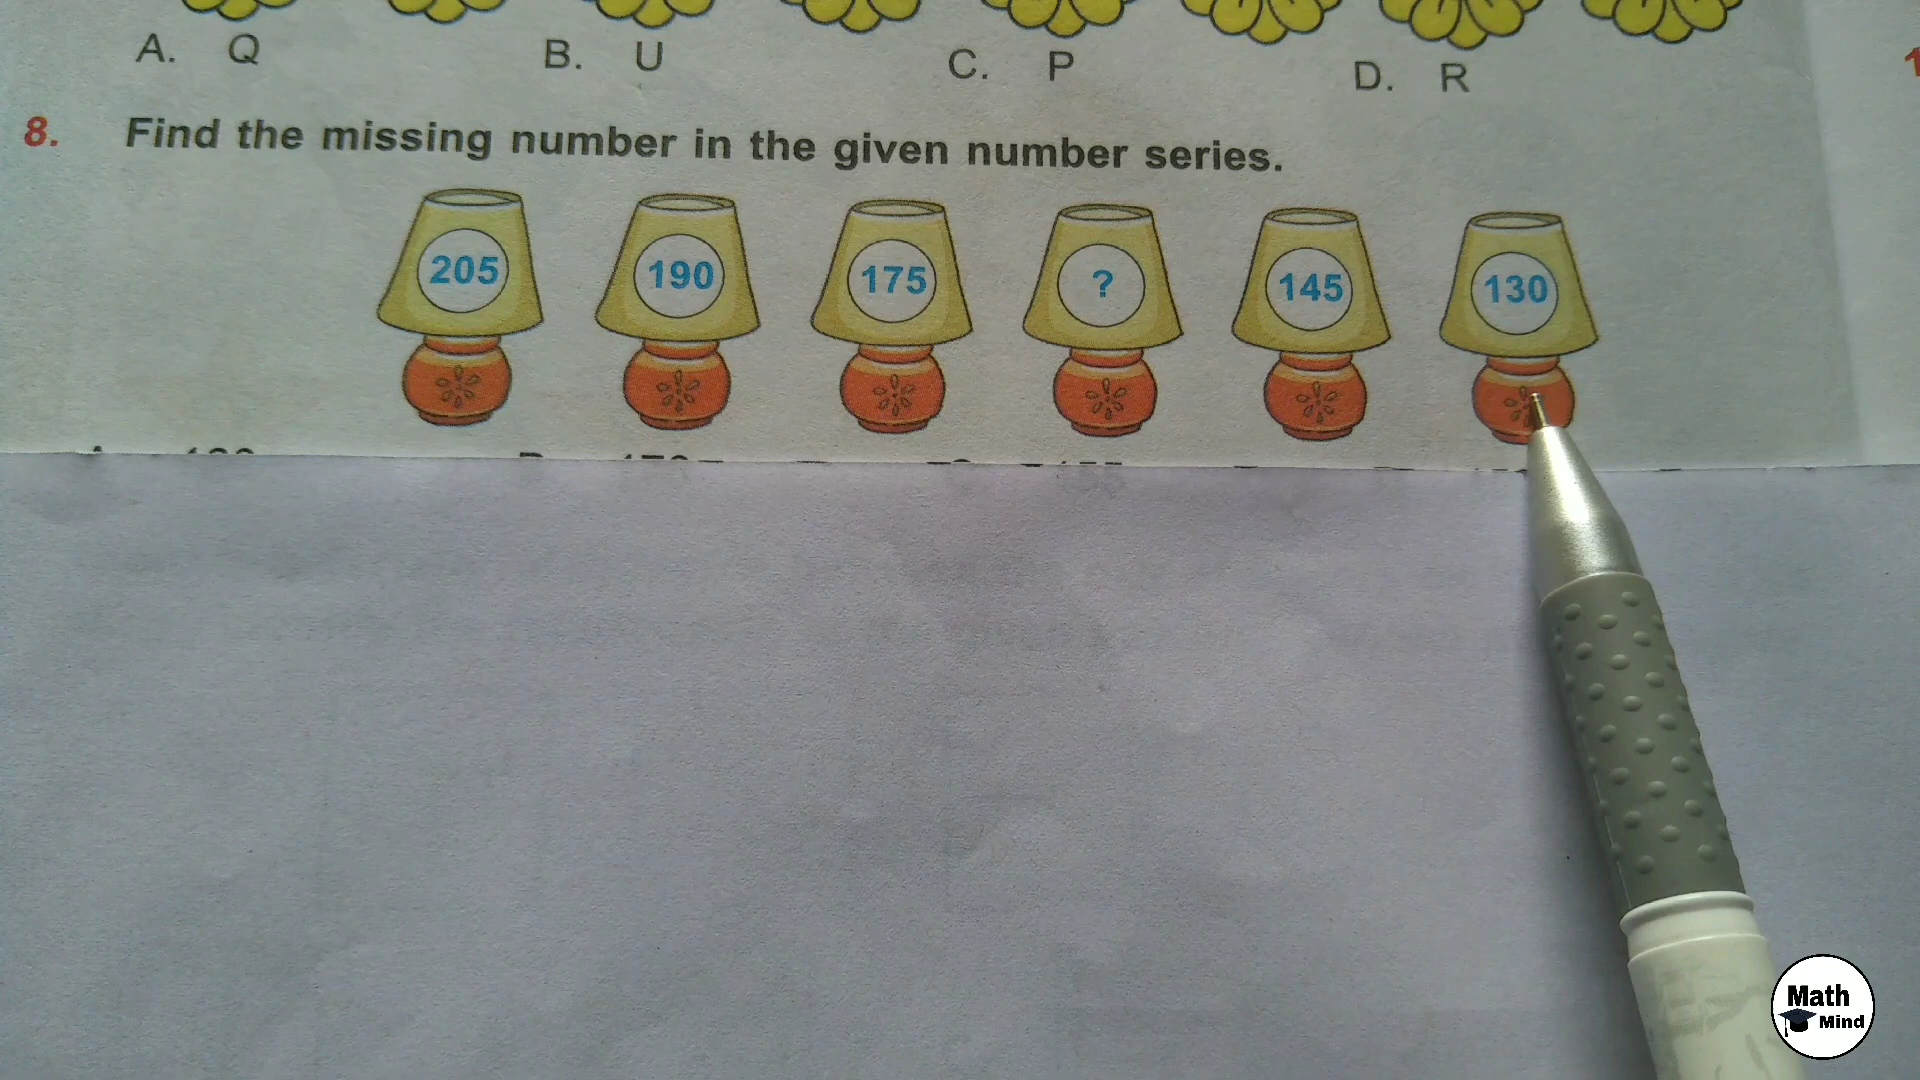 A. Q B. U C. P D. R
8. Find the missing number in the given number series.
205 190 175 ? 145 130
Math
Mind